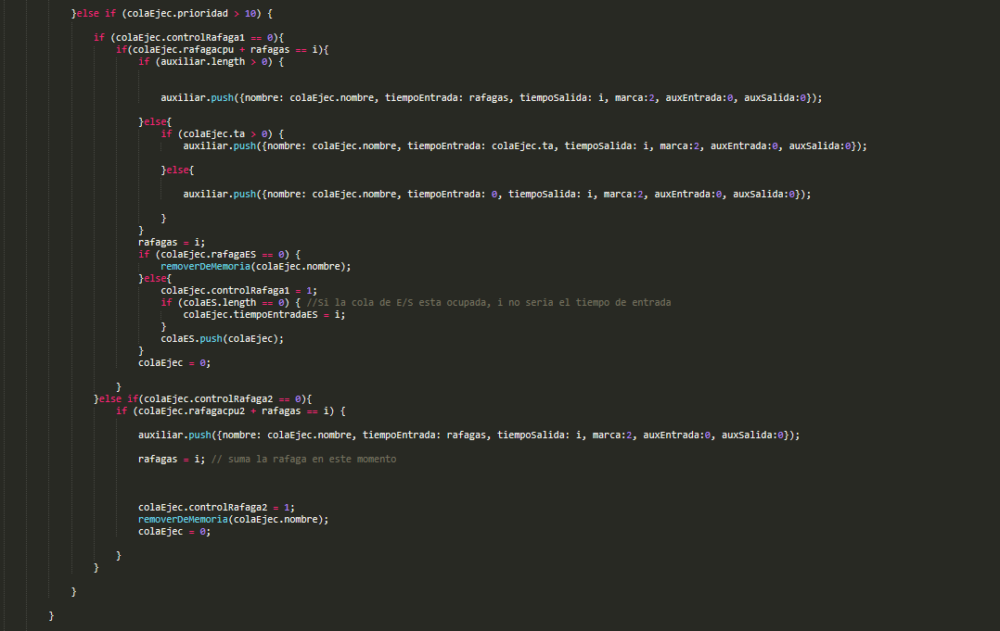 }else if (colaEjec.prioridad > 10) {
if (colaEjec.controlRafaga1 == 0){
if(colaEjec.rafagacpu + rafagas == i){
if (auxiliar.length > 0) {
auxiliar.push({nombre: colaEjec.nombre, tiempoEntrada: rafagas, tiempoSalida: i, marca:2, auxEntrada:0, auxSalida:0});
}else{
if (colaEjec.ta > 0) {
auxiliar.push({nombre: colaEjec.nombre, tiempoEntrada: colaEjec.ta, tiempoSalida: i, marca:2, auxEntrada:0, auxSalida:0});
}else{
auxiliar.push({nombre: colaEjec.nombre, tiempoEntrada: 0, tiempoSalida: i, marca:2, auxEntrada:0, auxSalida:0});
}
}
rafagas = i;
if (colaEjec.rafagaES == 0) {
removerDeMemoria(colaEjec.nombre);
}else{
colaEjec.controlRafaga1 = 1;
if (colaES.length == 0) { //Si la cola de E/S esta ocupada, i no seria el tiempo de entrada
colaEjec.tiempoEntradaES = i;
}
colaES.push(colaEjec);
}
colaEjec = 0;
}
}else if(colaEjec.controlRafaga2 == 0){
if (colaEjec.rafagacpu2 + rafagas == i) {
auxiliar.push({nombre: colaEjec.nombre, tiempoEntrada: rafagas, tiempoSalida: i, marca:2, auxEntrada:0, auxSalida:0});
rafagas = i; // suma la rafaga en este momento
colaEjec.controlRafaga2 = 1;
removerDeMemoria(colaEjec.nombre);
colaEjec = 0;
}
}
}
}